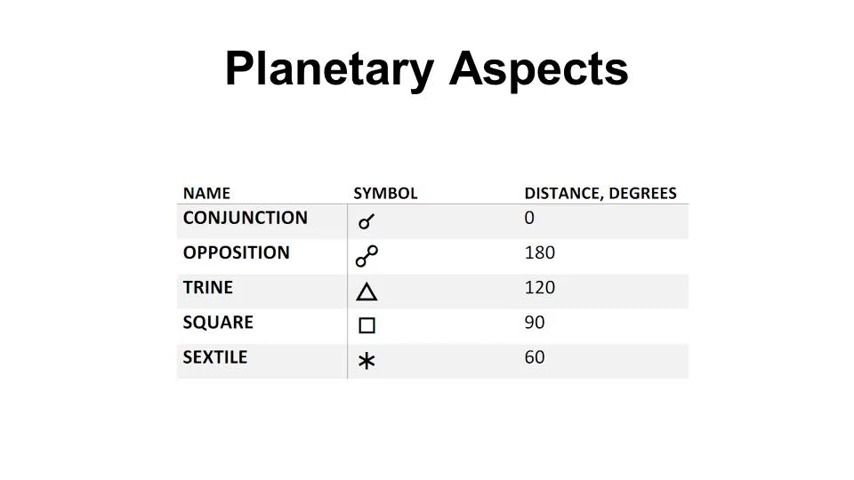 Planetary Aspects
NAME SYMBOL DISTANCE, DEGREES
CONJUNCTION ☌ 0
OPPOSITION ☍ 180
TRINE △ 120
SQUARE □ 90
SEXTILE ⚹ 60